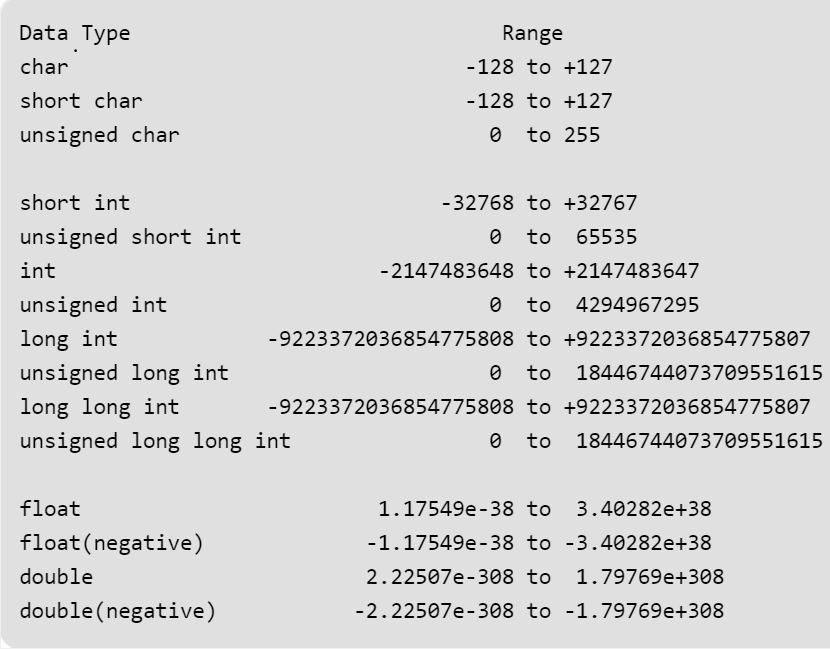 Data Type Range
char -128 to +127
short char -128 to +127
unsigned char 0 to 255
short int -32768 to +32767
unsigned short int 0 to 65535
int -2147483648 to +2147483647
unsigned int 0 to 4294967295
long int -9223372036854775808 to +9223372036854775807
unsigned long int 0 to 18446744073709551615
long long int -9223372036854775808 to +9223372036854775807
unsigned long long int 0 to 18446744073709551615
float 1.17549e-38 to 3.40282e+38
float(negative) -1.17549e-38 to -3.40282e+38
double 2.22507e-308 to 1.79769e+308
double(negative) -2.22507e-308 to -1.79769e+308